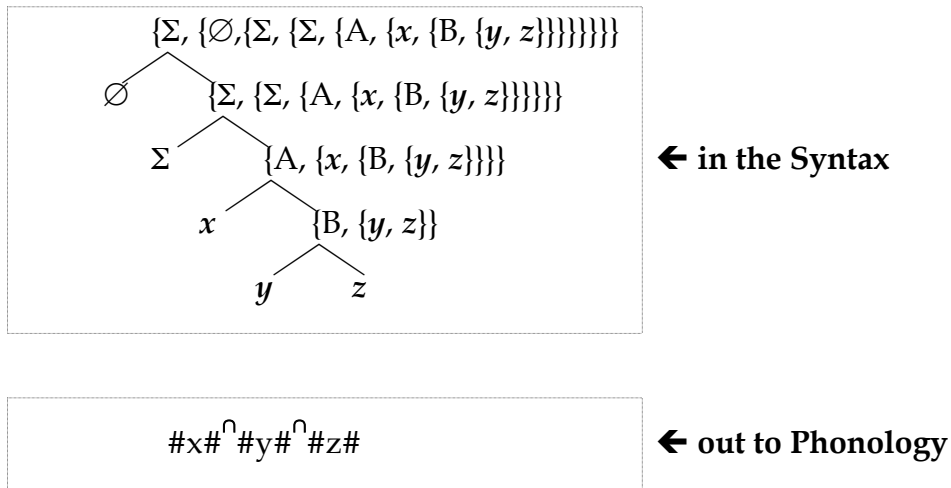 {Σ, {∅,{Σ, {Σ, {A, {x, {B, {y, z}}}}}}}}
∅ {Σ, {Σ, {A, {x, {B, {y, z}}}}}}
Σ {A, {x, {B, {y, z}}}} 🡨 in the Syntax
x {B, {y, z}}
y z
#x#∩#y#∩#z# 🡨 out to Phonology